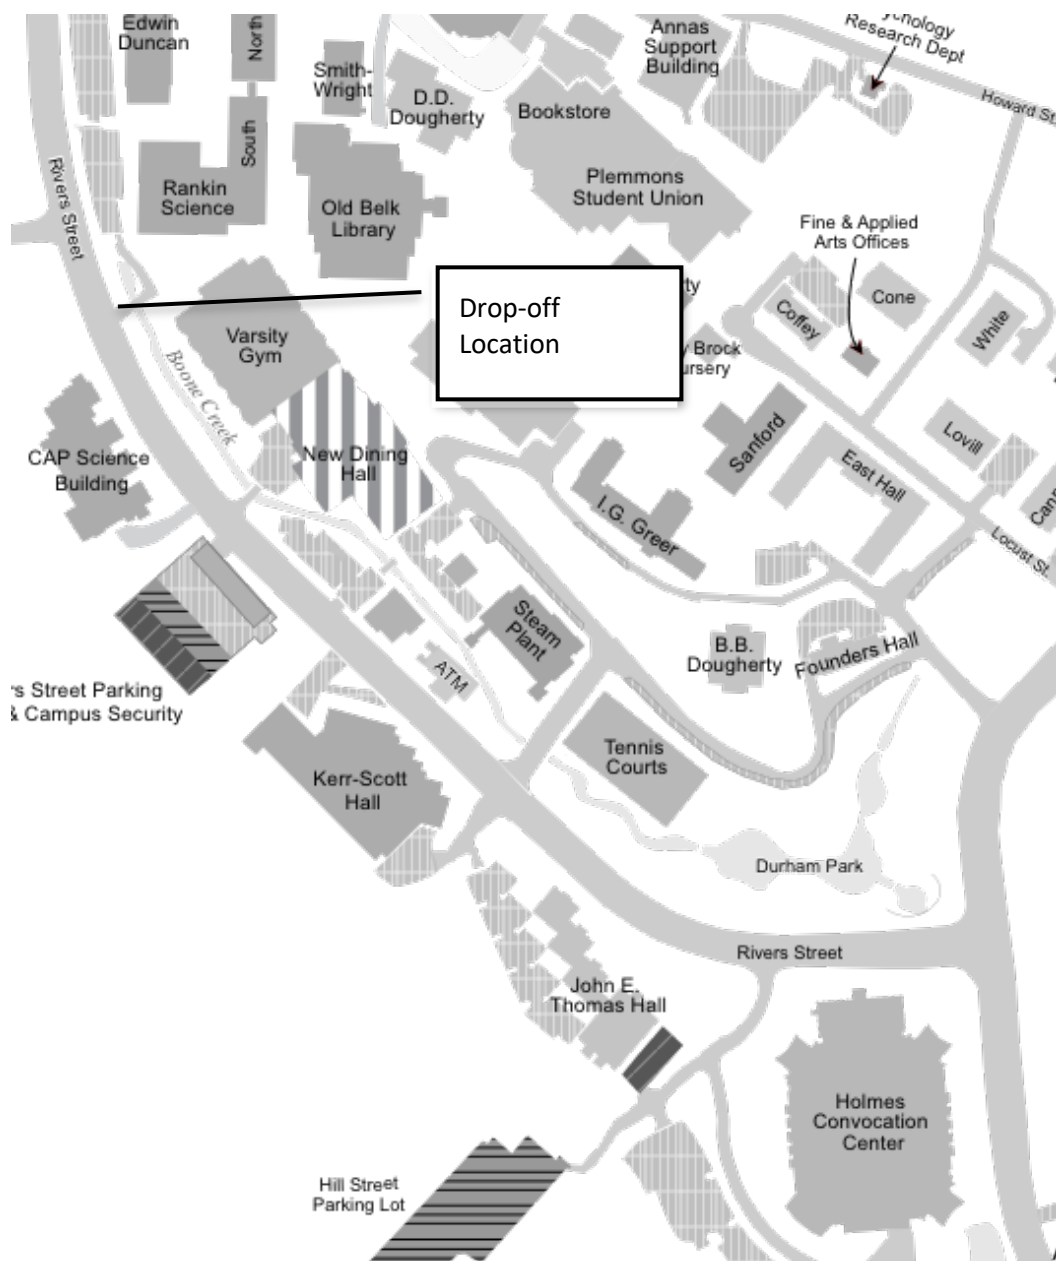 Edwin
Duncan
North
Smith-
Wright
D.D.
Dougherty
Annas
Support
Building
Research Dept
Howard St.
Bookstore
South
Rankin
Science
Old Belk
Library
Plemmons
Student Union
Rivers Street
Fine & Applied
Arts Offices
Drop-off
Location
Coffey
Cone
White
Varsity
Gym
Brock
Boone Creek
Sanford
Lovill
CAP Science
Building
New Dining
Hall
East Hall
I.G. Greer
Locust St.
Steam
Plant
B.B.
Dougherty
Founders Hall
ATM
Street Parking
& Campus Security
Tennis
Courts
Kerr-Scott
Hall
Durham Park
Rivers Street
John E.
Thomas Hall
Holmes
Convocation
Center
Hill Street
Parking Lot